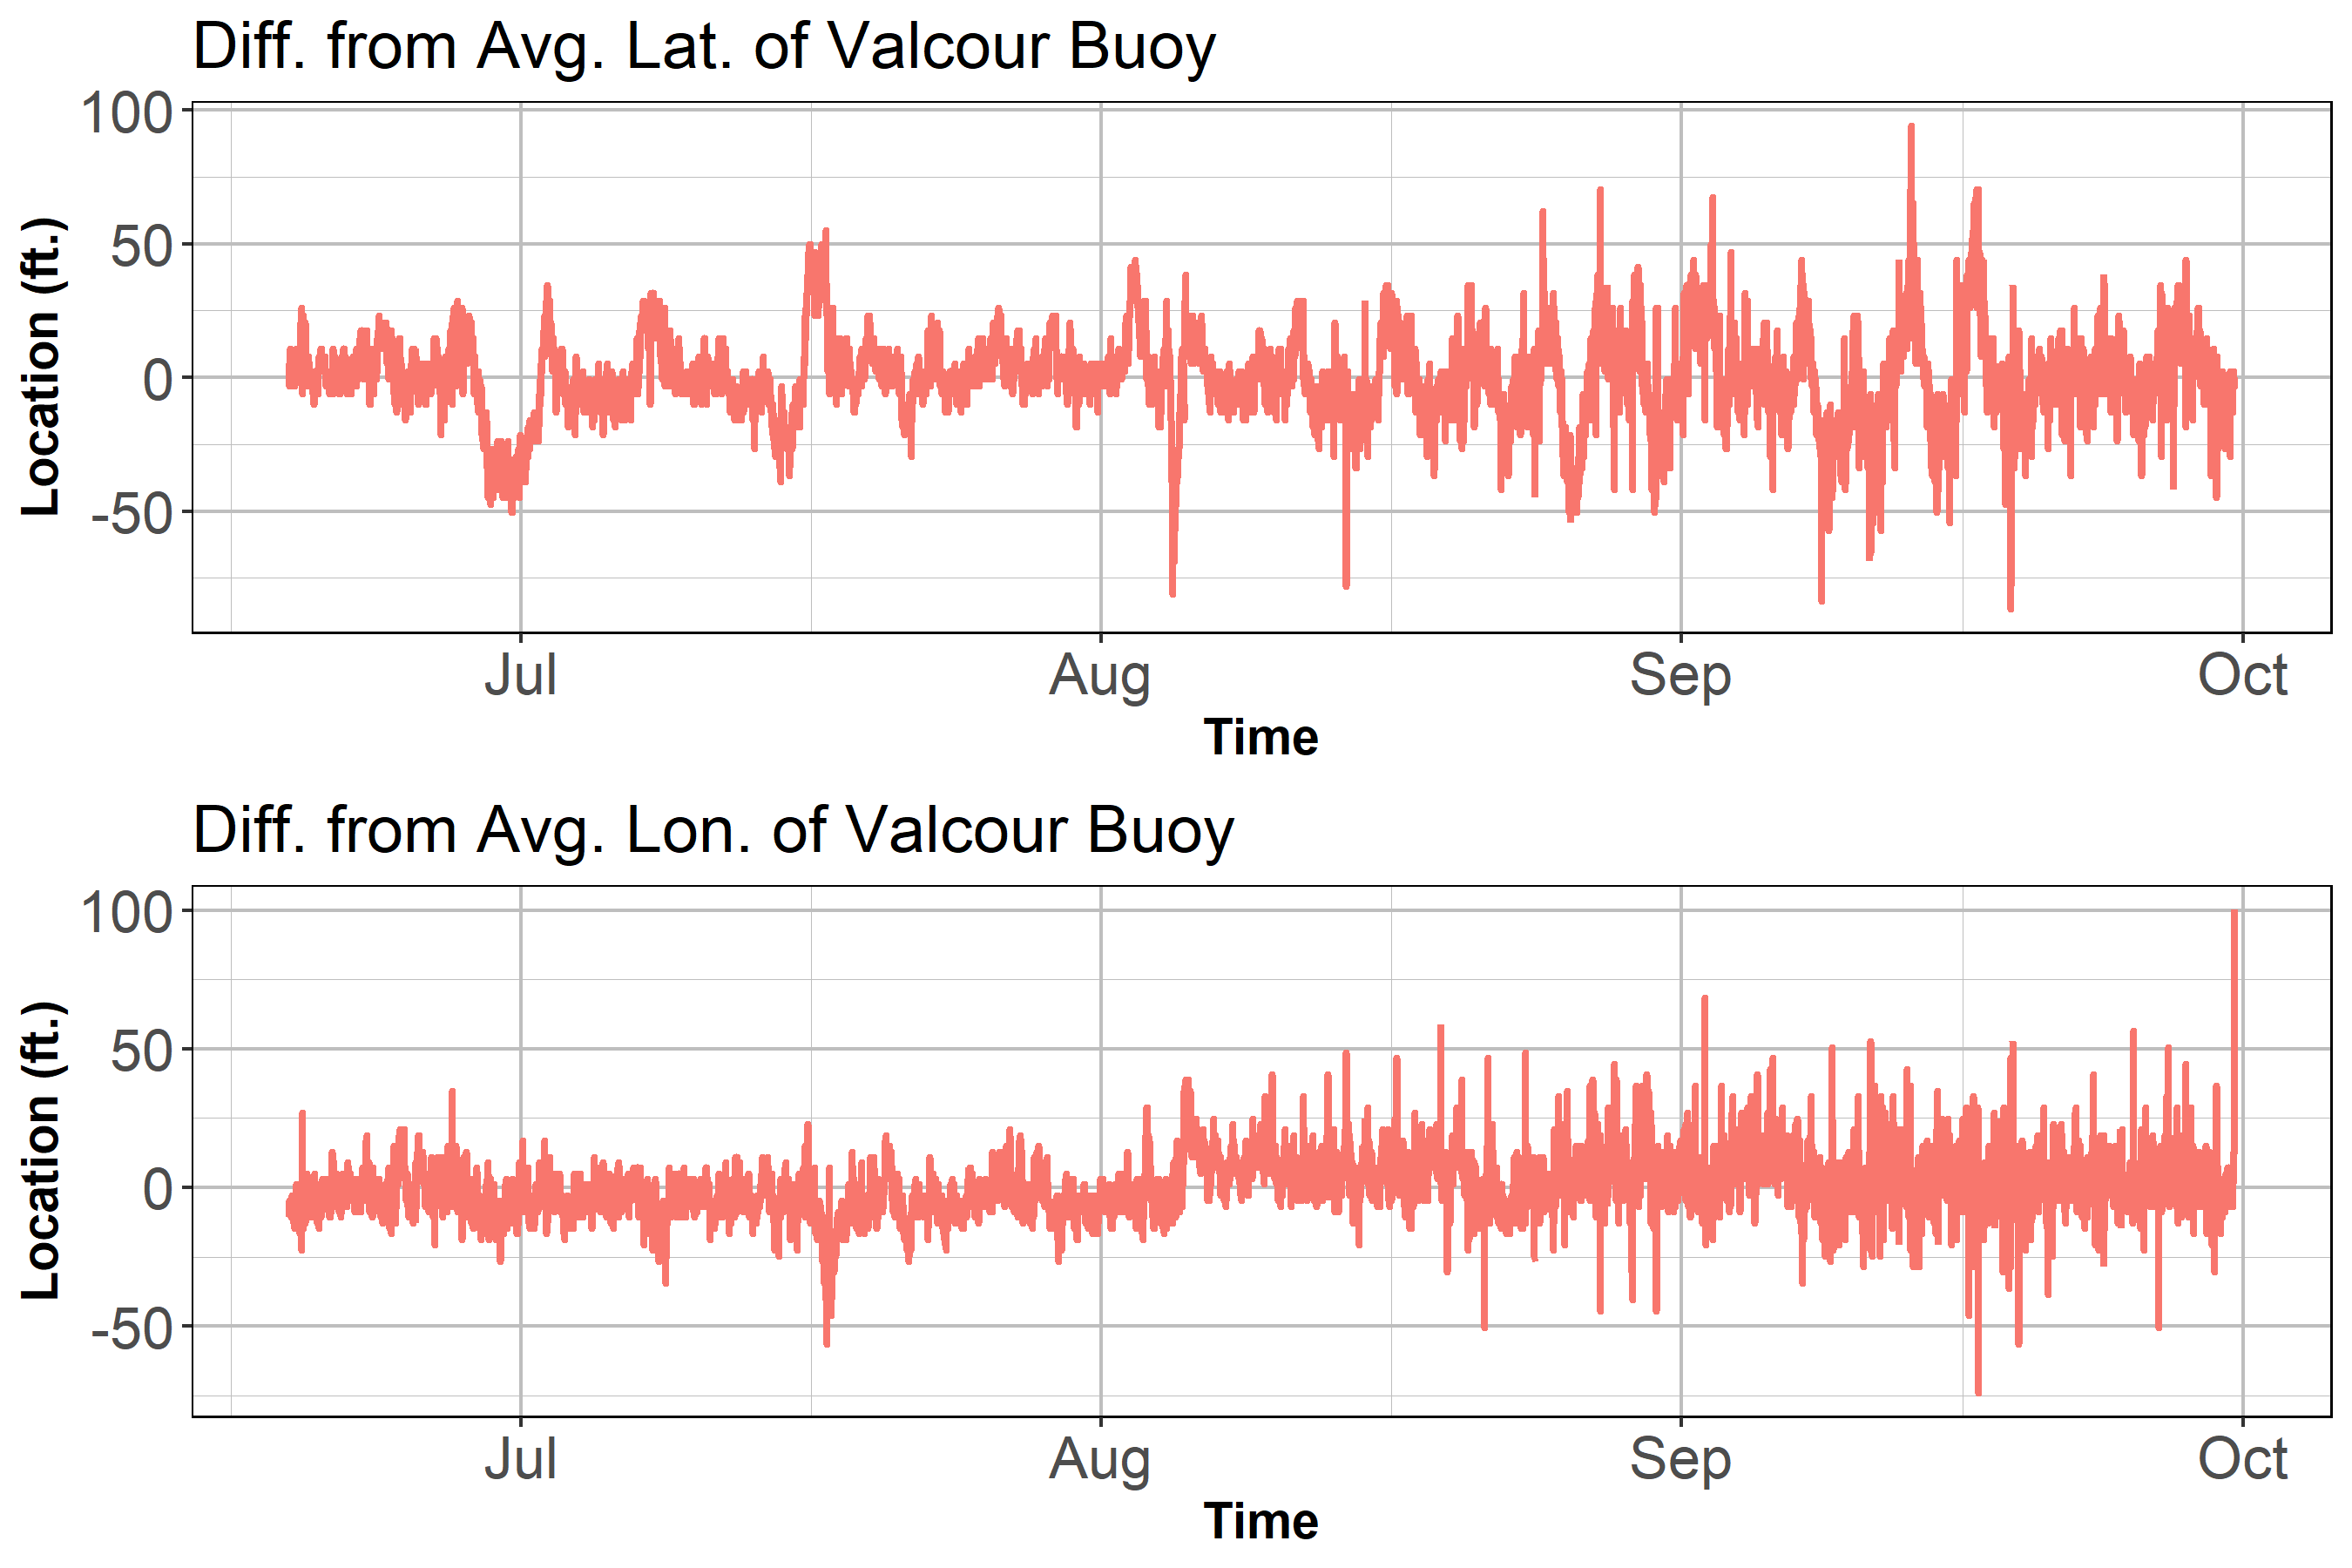 Diff. from Avg. Lat. of Valcour Buoy
Location (ft.)
100
50
0
-50
Jul Aug Sep Oct
Time
Diff. from Avg. Lon. of Valcour Buoy
Location (ft.)
100
50
0
-50
Jul Aug Sep Oct
Time